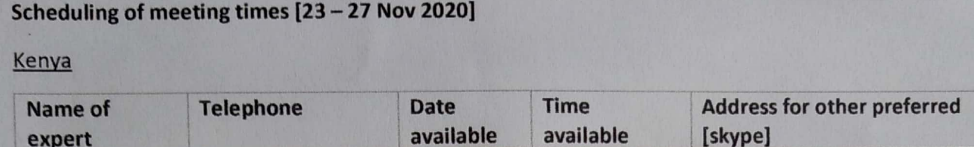 Scheduling of meeting times [23 – 27 Nov 2020]
Kenya
Name of expert | Telephone | Date available | Time available | Address for other preferred [skype]